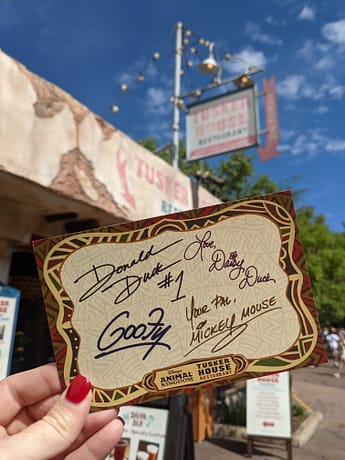 TUSKER
HOUSE
RESTAURANT
TUSKER
Donald
Duck
#1
Love,
Daisy
Duck
Goofy
YOUR PAL,
MICKEY MOUSE
Disney's
ANIMAL
KINGDOM
TUSKER
HOUSE
RESTAURANT